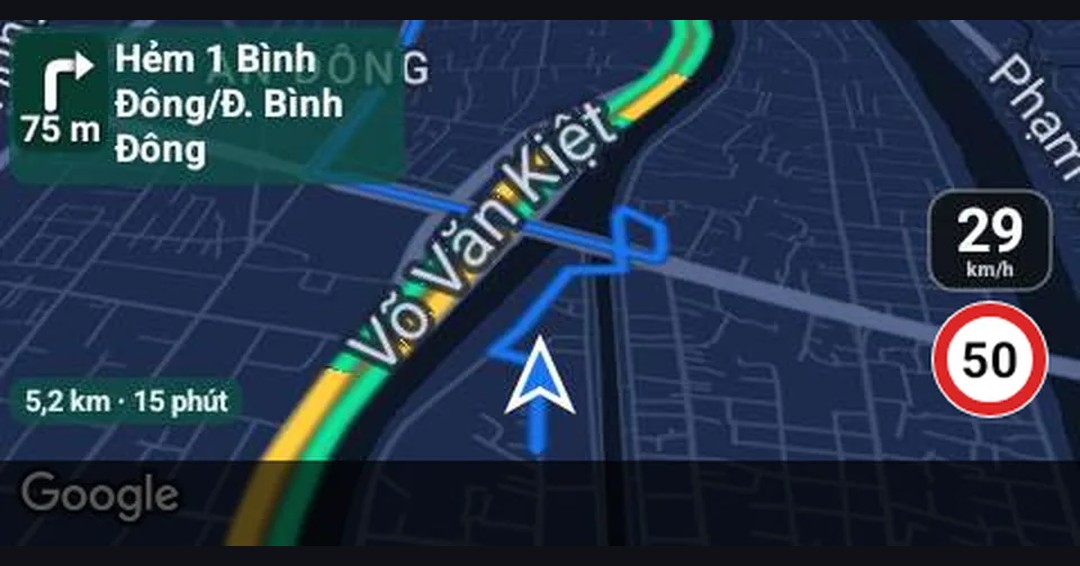 Hẻm 1 Bình
Đông/Đ. Bình
Đông
75 m
ĐÔNG
Võ Văn Kiệt
Phạm
29
km/h
50
5,2 km · 15 phút
Google